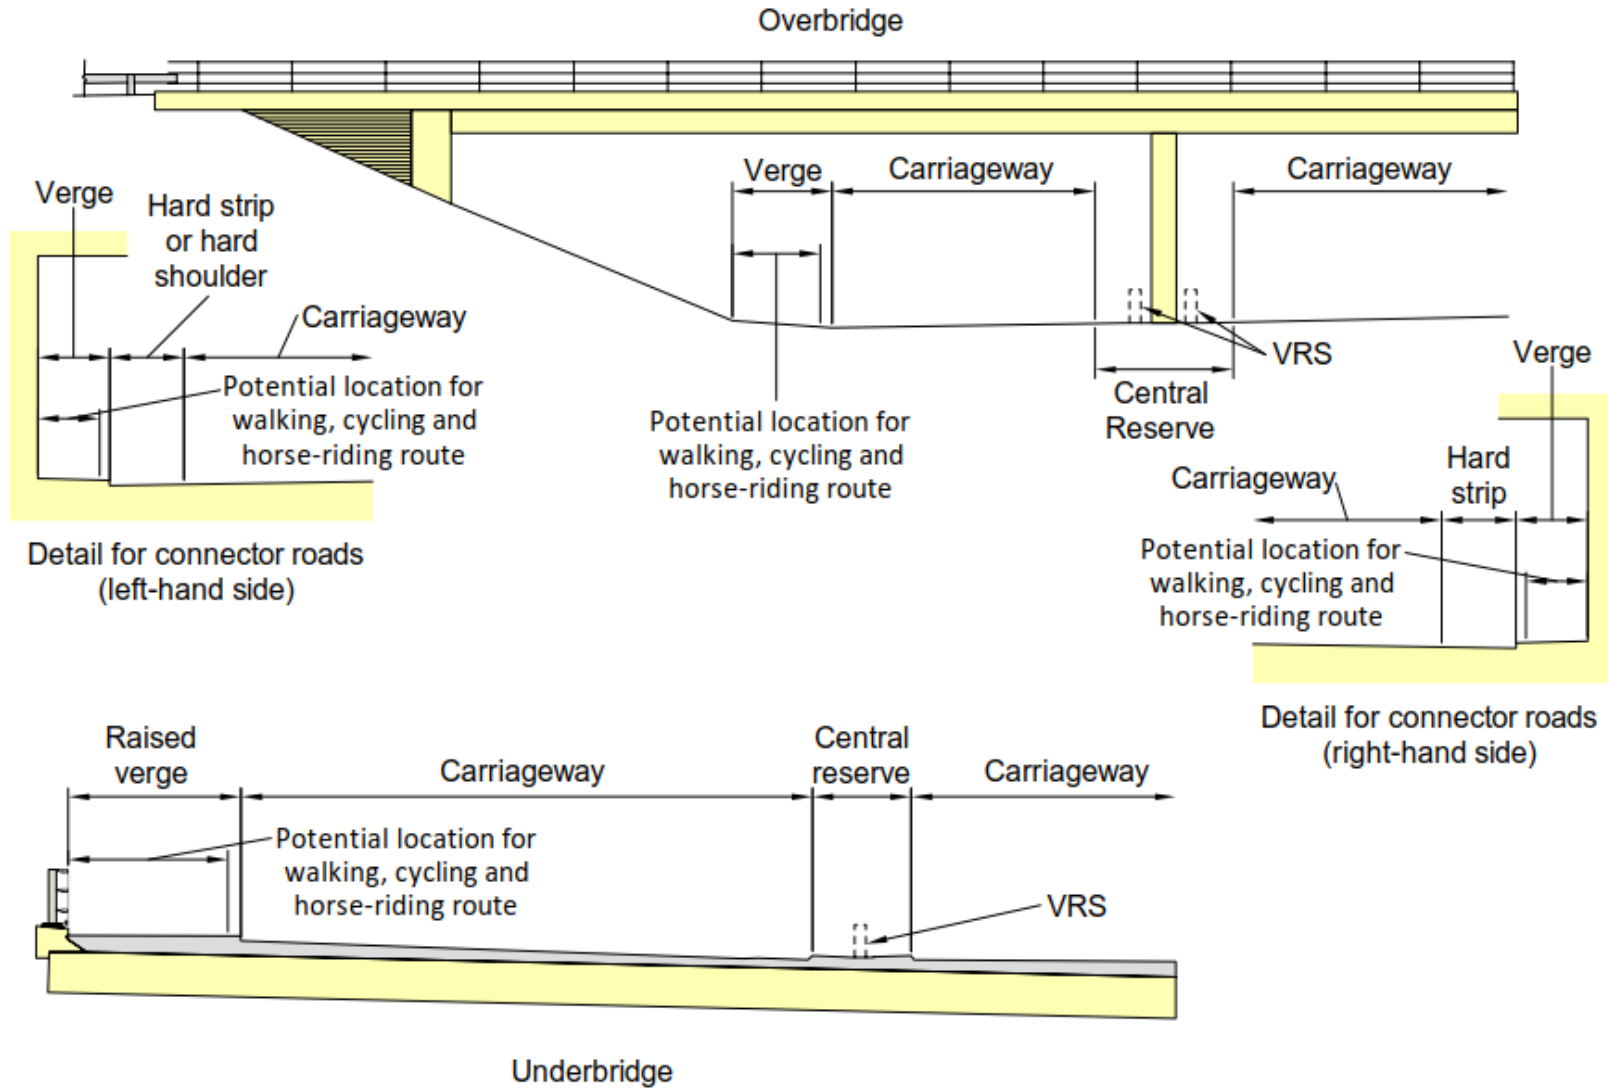 Overbridge
Verge
Carriageway
Carriageway
Verge
Hard strip
or hard
shoulder
Carriageway
Potential location for
walking, cycling and
horse-riding route
Detail for connector roads
(left-hand side)
Potential location for
walking, cycling and
horse-riding route
VRS
Central
Reserve
Verge
Hard
strip
Carriageway
Potential location for
walking, cycling and
horse-riding route
Detail for connector roads
(right-hand side)
Raised
verge
Carriageway
Central
reserve
Carriageway
Potential location for
walking, cycling and
horse-riding route
VRS
Underbridge